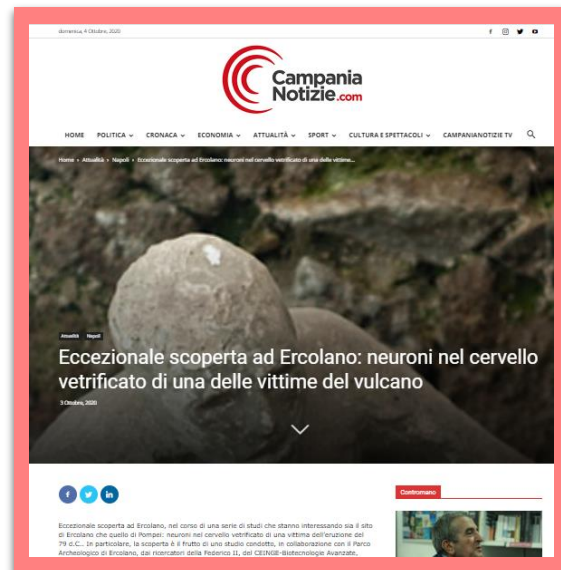 domenica, 4 Ottobre, 2020
Campania
Notizie.com
HOME POLITICA CRONACA ECONOMIA ATTUALITÀ SPORT CULTURA E SPETTACOLI CAMPANIANOTIZIE TV
Home Attualità Napoli Eccezionale scoperta ad Ercolano: neuroni nel cervello vetrificato di una delle vittime...
Attualità Napoli
Eccezionale scoperta ad Ercolano: neuroni nel cervello
vetrificato di una delle vittime del vulcano
3 Ottobre, 2020
Contromano
Eccezionale scoperta ad Ercolano, nel corso di una serie di studi che stanno interessando sia il sito
di Ercolano che quello di Pompei: neuroni nel cervello vetrificato di una vittima dell'eruzione del
79 d.C.. In particolare, la scoperta è il frutto di uno studio condotto, in collaborazione con il Parco
Archeologico di Ercolano, dai ricercatori della Federico II, del CEINGE-Biotecnologie Avanzate,